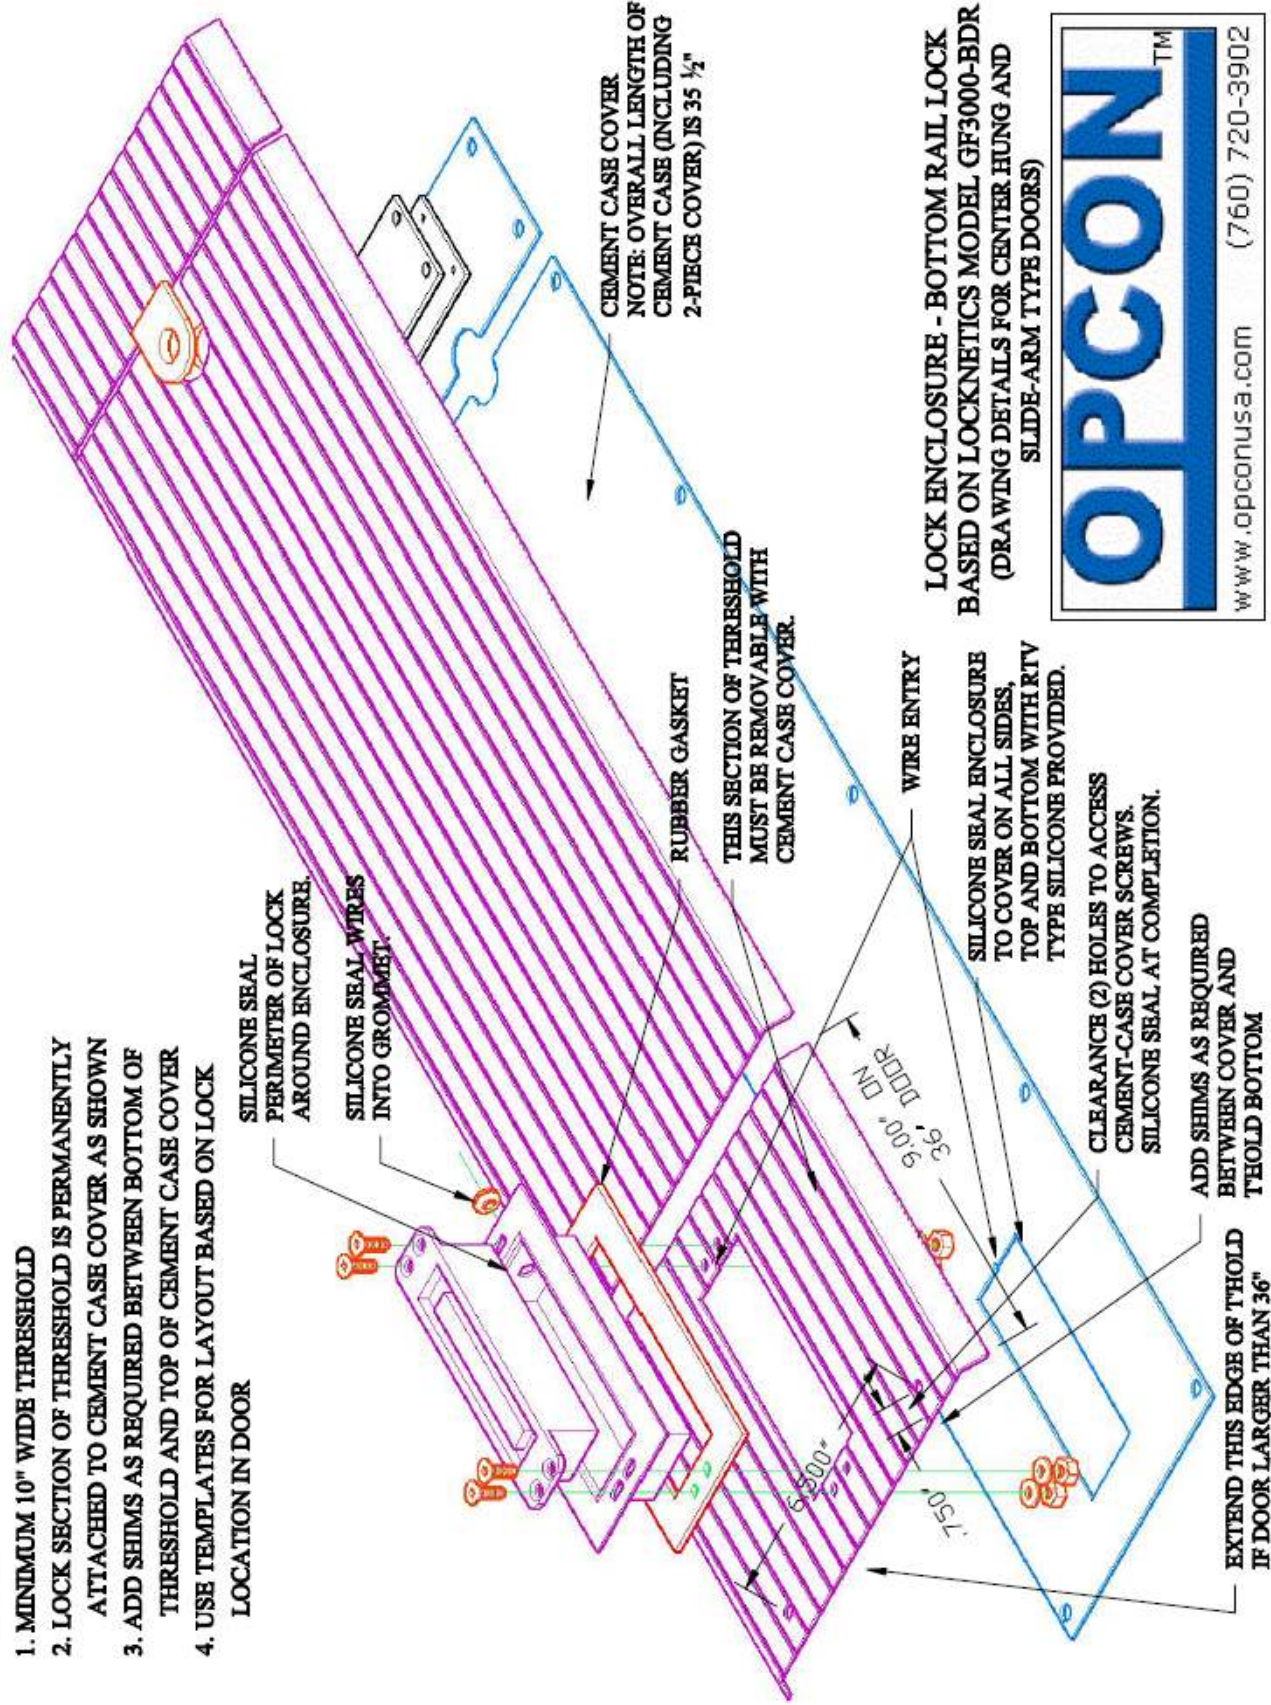 1. MINIMUM 10" WIDE THRESHOLD
2. LOCK SECTION OF THRESHOLD IS PERMANENTLY
ATTACHED TO CEMENT CASE COVER AS SHOWN
3. ADD SHIMS AS REQUIRED BETWEEN BOTTOM OF
THRESHOLD AND TOP OF CEMENT CASE COVER
4. USE TEMPLATES FOR LAYOUT BASED ON LOCK
LOCATION IN DOOR
SILICONE SEAL
PERIMETER OF LOCK
AROUND ENCLOSURE.
SILICONE SEAL WIRES
INTO GROMMET.
RUBBER GASKET
THIS SECTION OF THRESHOLD
MUST BE REMOVABLE WITH
CEMENT CASE COVER.
CEMENT CASE COVER
NOTE: OVERALL LENGTH OF
CEMENT CASE (INCLUDING
2-PIECE COVER) IS 35 ½"
WIRE ENTRY
SILICONE SEAL ENCLOSURE
TO COVER ON ALL SIDES,
TOP AND BOTTOM WITH RTV
TYPE SILICONE PROVIDED.
CLEARANCE (2) HOLES TO ACCESS
CEMENT-CASE COVER SCREWS.
SILICONE SEAL AT COMPLETION.
ADD SHIMS AS REQUIRED
BETWEEN COVER AND
THOLD BOTTOM
EXTEND THIS EDGE OF THOLD
IF DOOR LARGER THAN 36"
9.00" ON
36" DOOR
6.500"
.750"
LOCK ENCLOSURE - BOTTOM RAIL LOCK
BASED ON LOCKNETICS MODEL GF3000-BDR
(DRAWING DETAILS FOR CENTER HUNG AND
SLIDE-ARM TYPE DOORS)
OPCON TM
www.opconusa.com (760) 720-3902